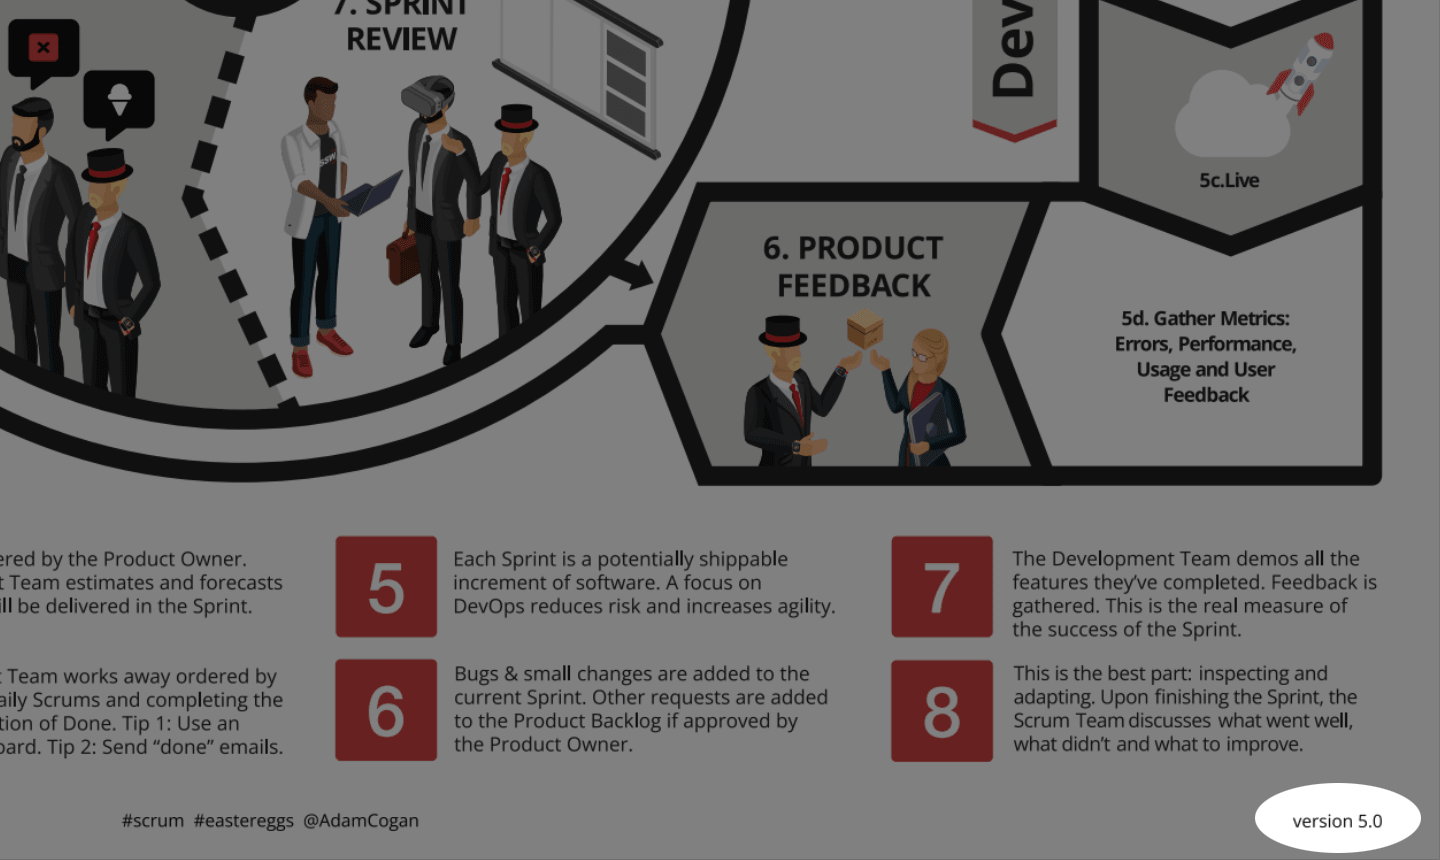 7. SPRINT
REVIEW
SSW
Dev
5c.Live
6. PRODUCT
FEEDBACK
5d. Gather Metrics:
Errors, Performance,
Usage and User
Feedback
ered by the Product Owner.
t Team estimates and forecasts
ill be delivered in the Sprint.
5
Each Sprint is a potentially shippable
increment of software. A focus on
DevOps reduces risk and increases agility.
7
The Development Team demos all the
features they've completed. Feedback is
gathered. This is the real measure of
the success of the Sprint.
t Team works away ordered by
aily Scrums and completing the
tion of Done. Tip 1: Use an
oard. Tip 2: Send “done” emails.
6
Bugs & small changes are added to the
current Sprint. Other requests are added
to the Product Backlog if approved by
the Product Owner.
8
This is the best part: inspecting and
adapting. Upon finishing the Sprint, the
Scrum Team discusses what went well,
what didn't and what to improve.
#scrum #eastereggs @AdamCogan
version 5.0